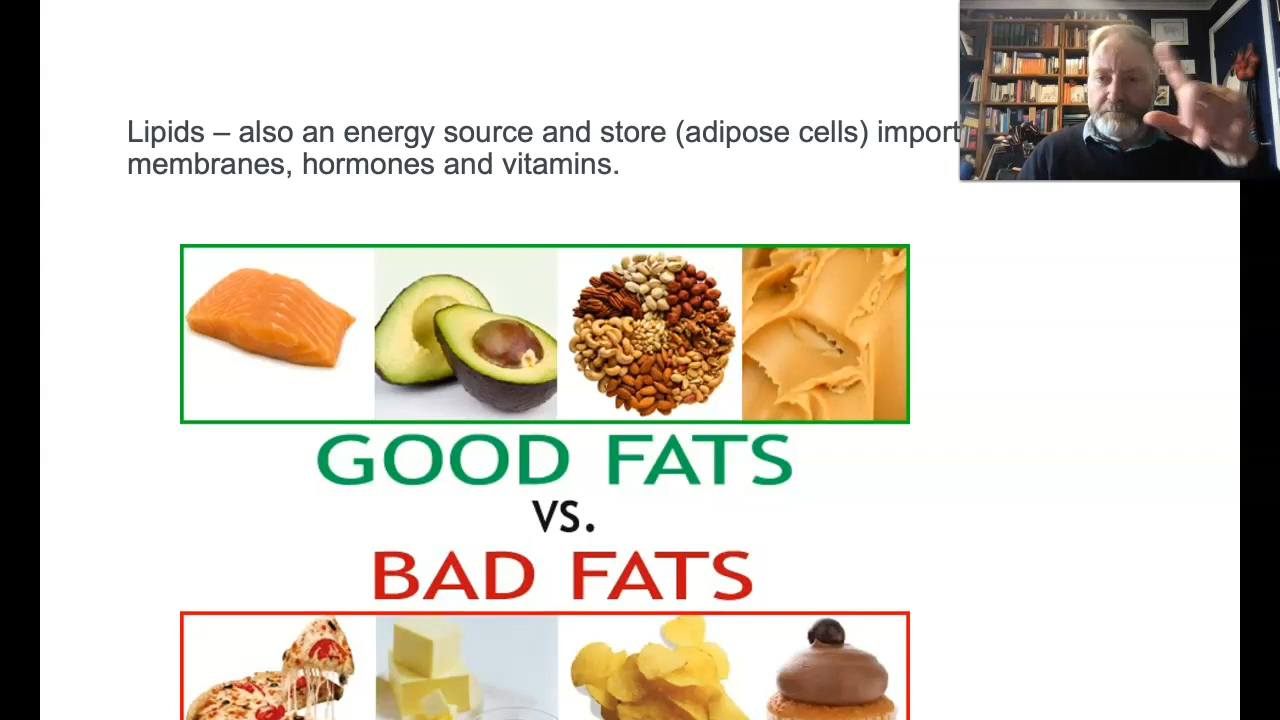 Lipids – also an energy source and store (adipose cells) import
membranes, hormones and vitamins.
GOOD FATS
VS.
BAD FATS